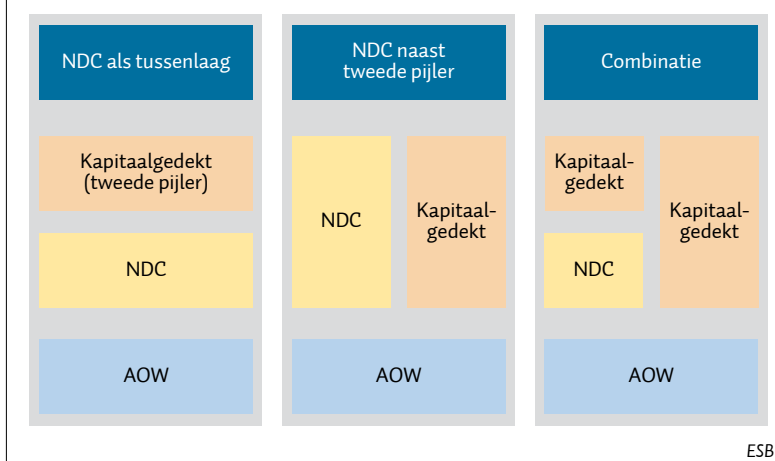 NDC als tussenlaag
Kapitaalgedekt
(tweede pijler)
NDC
AOW
NDC naast
tweede pijler
NDC
Kapitaal-
gedekt
AOW
Combinatie
Kapitaal-
gedekt
NDC
Kapitaal-
gedekt
AOW
ESB